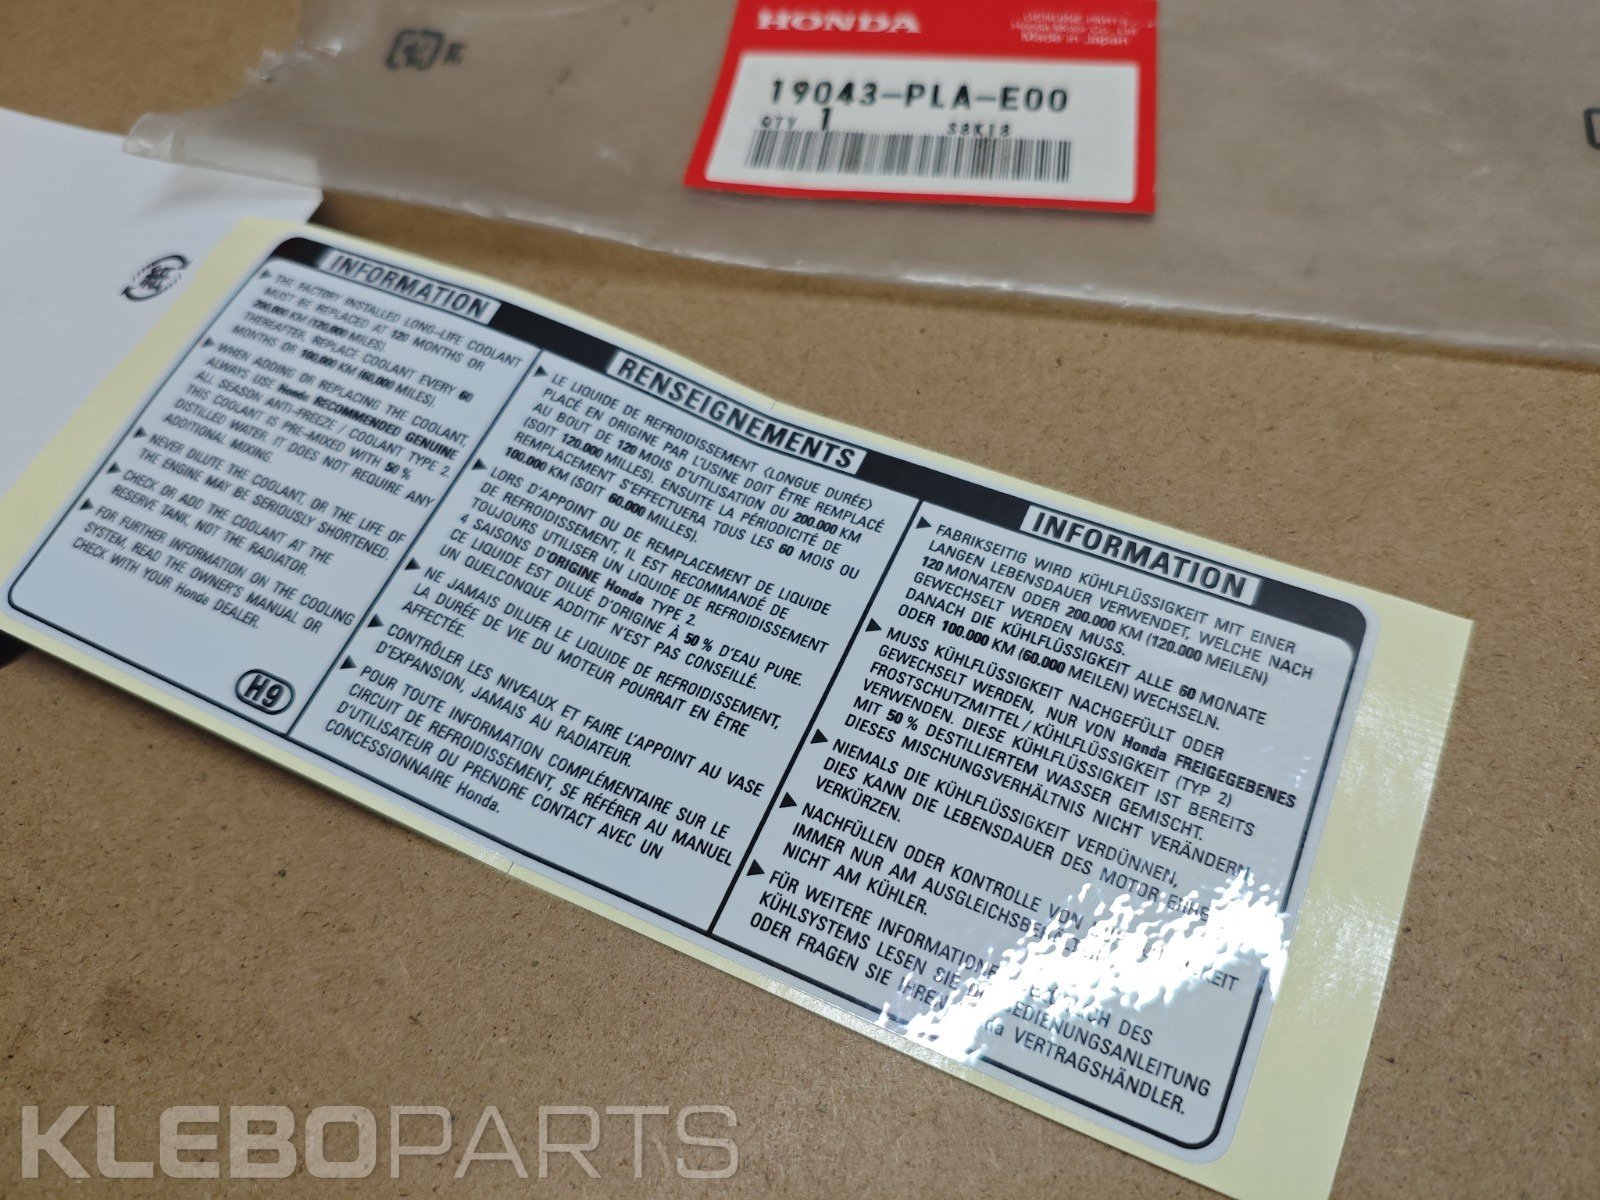 HONDA
GENUINE PARTS
Honda Motor Co., Ltd.
Made in Japan
19043-PLA-E00
QTY 1
紙
INFORMATION
▶ THE FACTORY INSTALLED LONG-LIFE COOLANT
MUST BE REPLACED AT 120 MONTHS OR
200,000 KM (120,000 MILES).
THEREAFTER, REPLACE COOLANT EVERY 60
MONTHS OR 100,000 KM (60,000 MILES).
▶ WHEN ADDING OR REPLACING THE COOLANT,
ALWAYS USE Honda RECOMMENDED GENUINE
ALL SEASON ANTI-FREEZE / COOLANT TYPE 2.
THIS COOLANT IS PRE-MIXED WITH 50 %
DISTILLED WATER. IT DOES NOT REQUIRE ANY
ADDITIONAL MIXING.
▶ NEVER DILUTE THE COOLANT, OR THE LIFE OF
THE ENGINE MAY BE SERIOUSLY SHORTENED.
▶ CHECK OR ADD THE COOLANT AT THE
RESERVE TANK, NOT THE RADIATOR.
▶ FOR FURTHER INFORMATION ON THE COOLING
SYSTEM, READ THE OWNER'S MANUAL OR
CHECK WITH YOUR Honda DEALER.
H9
RENSEIGNEMENTS
▶ LE LIQUIDE DE REFROIDISSEMENT (LONGUE DURÉE)
PLACÉ EN ORIGINE PAR L'USINE DOIT ÊTRE REMPLACÉ
AU BOUT DE 120 MOIS D'UTILISATION OU 200.000 KM
(SOIT 120.000 MILLES). ENSUITE LA PÉRIODICITÉ DE
REMPLACEMENT S'EFFECTUERA TOUS LES 60 MOIS OU
100.000 KM (SOIT 60.000 MILLES).
▶ LORS D'APPOINT OU DE REMPLACEMENT DE LIQUIDE
DE REFROIDISSEMENT, IL EST RECOMMANDÉ DE
TOUJOURS UTILISER UN LIQUIDE DE REFROIDISSEMENT
4 SAISONS D'ORIGINE Honda TYPE 2.
CE LIQUIDE EST DILUÉ D'ORIGINE À 50 % D'EAU PURE.
UN QUELCONQUE ADDITIF N'EST PAS CONSEILLÉ.
▶ NE JAMAIS DILUER LE LIQUIDE DE REFROIDISSEMENT,
LA DURÉE DE VIE DU MOTEUR POURRAIT EN ÊTRE
AFFECTÉE.
▶ CONTRÔLER LES NIVEAUX ET FAIRE L'APPOINT AU VASE
D'EXPANSION, JAMAIS AU RADIATEUR.
▶ POUR TOUTE INFORMATION COMPLÉMENTAIRE SUR LE
CIRCUIT DE REFROIDISSEMENT, SE RÉFÉRER AU MANUEL
D'UTILISATEUR OU PRENDRE CONTACT AVEC UN
CONCESSIONNAIRE Honda.
INFORMATION
▶ FABRIKSEITIG WIRD KÜHLFLÜSSIGKEIT MIT EINER
LANGEN LEBENSDAUER VERWENDET, WELCHE NACH
120 MONATEN ODER 200.000 KM (120.000 MEILEN)
GEWECHSELT WERDEN MUSS.
DANACH DIE KÜHLFLÜSSIGKEIT ALLE 60 MONATE
ODER 100.000 KM (60.000 MEILEN) WECHSELN.
▶ MUSS KÜHLFLÜSSIGKEIT NACHGEFÜLLT ODER
GEWECHSELT WERDEN, NUR VON Honda FREIGEGEBENES
FROSTSCHUTZMITTEL / KÜHLFLÜSSIGKEIT (TYP 2)
VERWENDEN. DIESE KÜHLFLÜSSIGKEIT IST BEREITS
MIT 50 % DESTILLIERTEM WASSER GEMISCHT.
DIESES MISCHUNGSVERHÄLTNIS NICHT VERÄNDERN.
▶ NIEMALS DIE KÜHLFLÜSSIGKEIT VERDÜNNEN,
DIES KANN DIE LEBENSDAUER DES MOTOR
VERKÜRZEN.
▶ NACHFÜLLEN ODER KONTROLLE VON
IMMER NUR AM
NICHT AM KÜHLER.
▶ FÜR WEITERE
KÜHLSYSTEMS LESEN SIE DES
ODER FRAGEN SIE IHREN BEDIENUNGSANLEITUNG
VERTRAGSHÄNDLER.
KLEBOPARTS